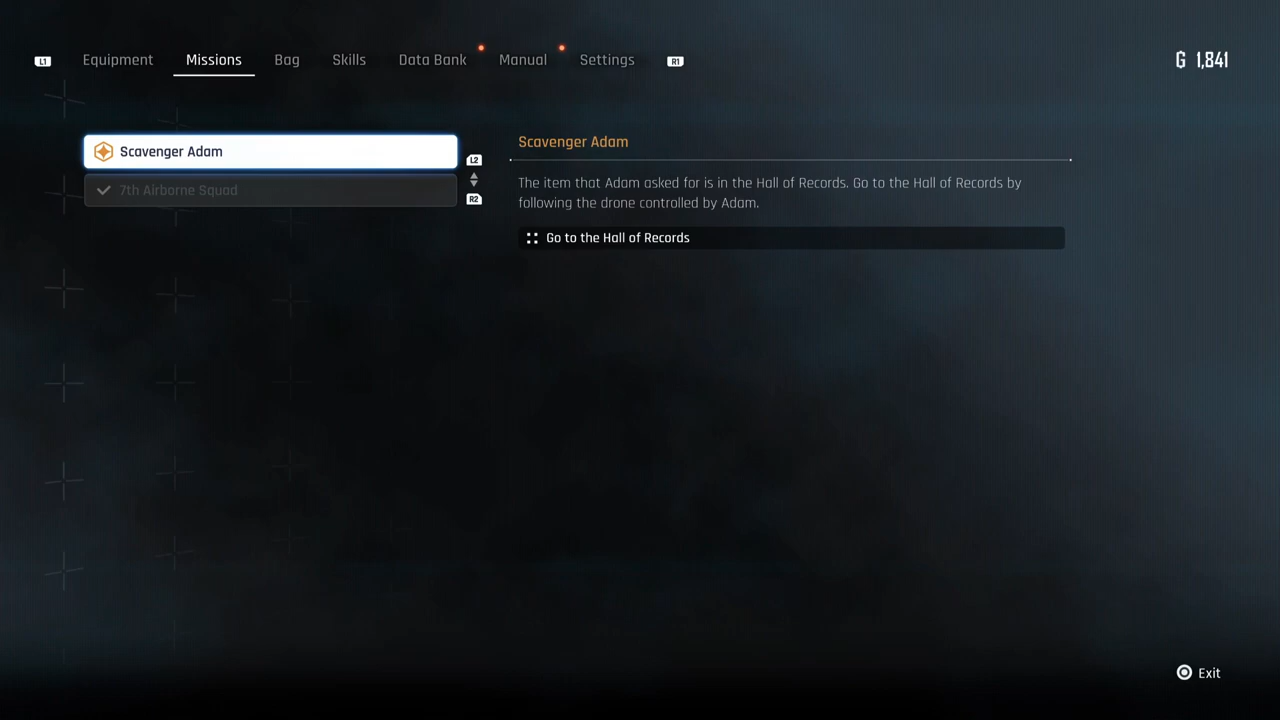 L1 Equipment Missions Bag Skills Data Bank Manual Settings R1 G 1,841
Scavenger Adam
7th Airborne Squad
L2
R2
Scavenger Adam
The item that Adam asked for is in the Hall of Records. Go to the Hall of Records by
following the drone controlled by Adam.
Go to the Hall of Records
Exit